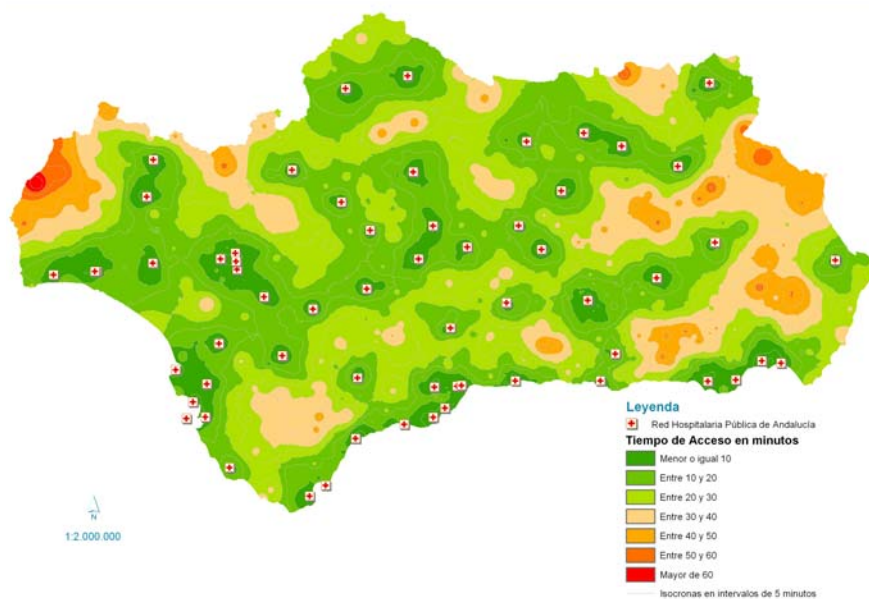 Leyenda
Red Hospitalaria Pública de Andalucía
Tiempo de Acceso en minutos
Menor o igual 10
Entre 10 y 20
Entre 20 y 30
Entre 30 y 40
Entre 40 y 50
Entre 50 y 60
Mayor de 60
Isocronas en intervalos de 5 minutos
N
1:2.000.000